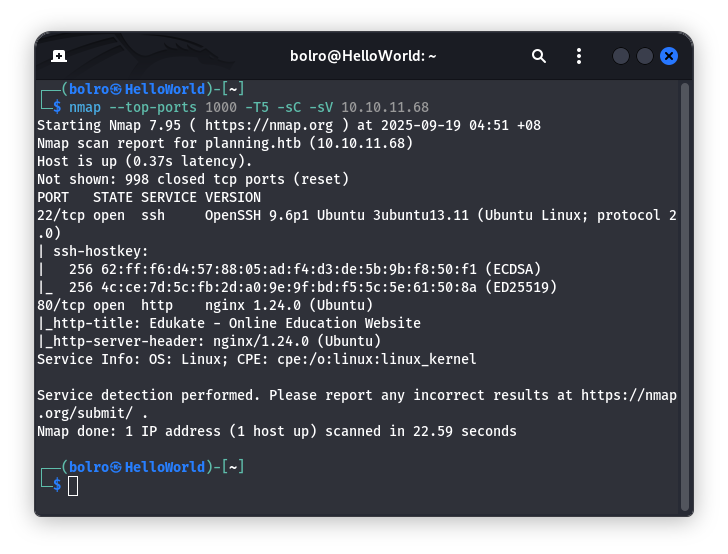 bolro@HelloWorld: ~
┌──(bolro㉿HelloWorld)-[~]
└─$ nmap --top-ports 1000 -T5 -sC -sV 10.10.11.68
Starting Nmap 7.95 ( https://nmap.org ) at 2025-09-19 04:51 +08
Nmap scan report for planning.htb (10.10.11.68)
Host is up (0.37s latency).
Not shown: 998 closed tcp ports (reset)
PORT   STATE SERVICE VERSION
22/tcp open  ssh     OpenSSH 9.6p1 Ubuntu 3ubuntu13.11 (Ubuntu Linux; protocol 2
.0)
| ssh-hostkey:
|   256 62:ff:f6:d4:57:88:05:ad:f4:d3:de:5b:9b:f8:50:f1 (ECDSA)
|_  256 4c:ce:7d:5c:fb:2d:a0:9e:9f:bd:f5:5c:5e:61:50:8a (ED25519)
80/tcp open  http    nginx 1.24.0 (Ubuntu)
|_http-title: Edukate - Online Education Website
|_http-server-header: nginx/1.24.0 (Ubuntu)
Service Info: OS: Linux; CPE: cpe:/o:linux:linux_kernel
Service detection performed. Please report any incorrect results at https://nmap
.org/submit/ .
Nmap done: 1 IP address (1 host up) scanned in 22.59 seconds
┌──(bolro㉿HelloWorld)-[~]
└─$